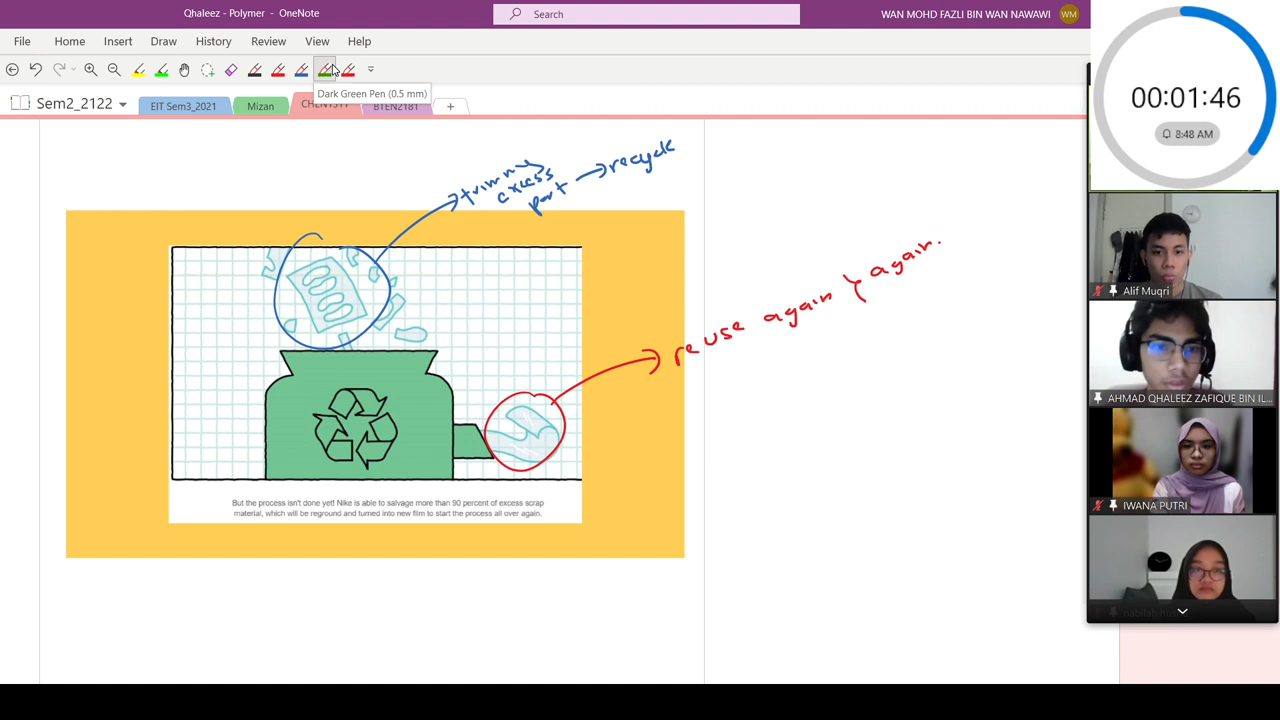 Qhaleez - Polymer - OneNote
Search
WAN MOHD FAZLI BIN WAN NAWAWI
WM
File Home Insert Draw History Review View Help
Dark Green Pen (0.5 mm)
Sem2_2122
EIT Sem3_2021
Mizan
BTEN2181
00:01:46
8:48 AM
excess
part
recycle
reuse again & again.
But the process isn't done yet! Nike is able to salvage more than 90 percent of excess scrap
material, which will be reground and turned into new film to start the process all over again.
Alif Muqri
AHMAD QHALEEZ ZAFIQUE BIN IL...
IWANA PUTRI